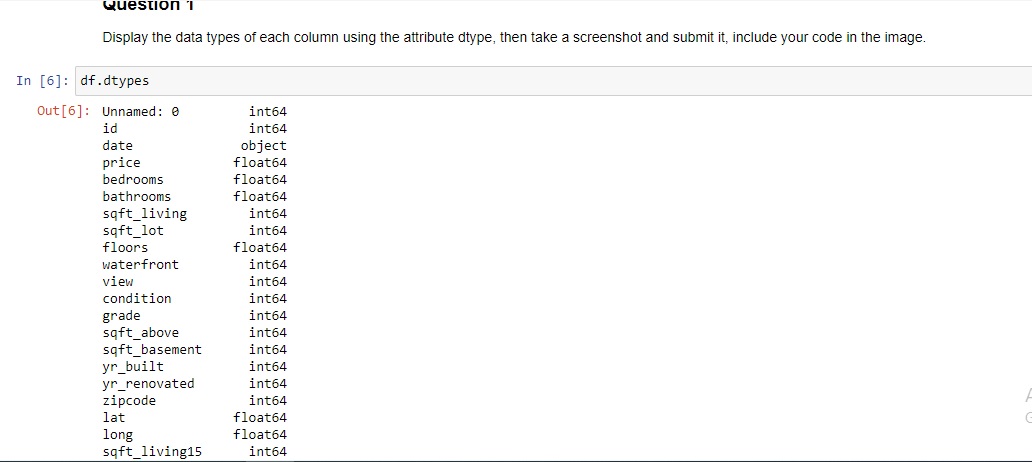 Question 1
Display the data types of each column using the attribute dtype, then take a screenshot and submit it, include your code in the image.
In [6]: df.dtypes
Out[6]: Unnamed: 0 int64
id int64
date object
price float64
bedrooms float64
bathrooms float64
sqft_living int64
sqft_lot int64
floors float64
waterfront int64
view int64
condition int64
grade int64
sqft_above int64
sqft_basement int64
yr_built int64
yr_renovated int64
zipcode int64
lat float64
long float64
sqft_living15 int64